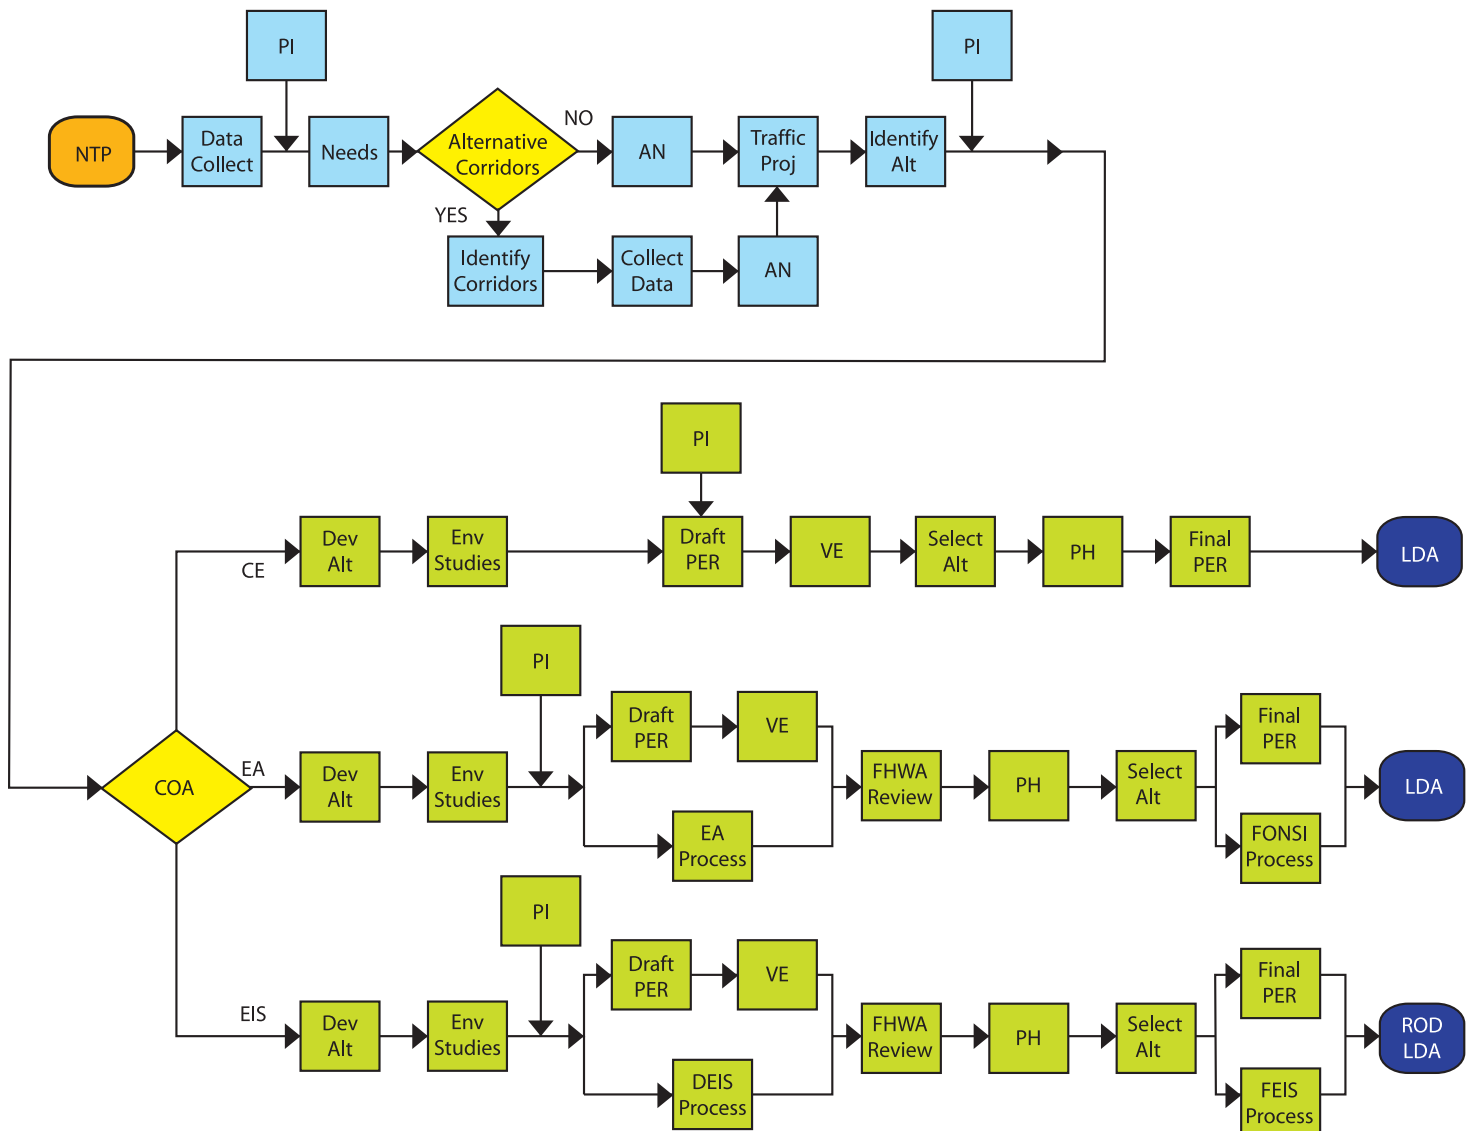 PI
PI
NTP
Data
Collect
Needs
Alternative
Corridors
NO
AN
Traffic
Proj
Identify
Alt
YES
Identify
Corridors
Collect
Data
AN
PI
CE
Dev
Alt
Env
Studies
Draft
PER
VE
Select
Alt
PH
Final
PER
LDA
PI
COA
EA
Dev
Alt
Env
Studies
Draft
PER
VE
EA
Process
FHWA
Review
PH
Select
Alt
Final
PER
FONSI
Process
LDA
PI
EIS
Dev
Alt
Env
Studies
Draft
PER
VE
DEIS
Process
FHWA
Review
PH
Select
Alt
Final
PER
FEIS
Process
ROD
LDA